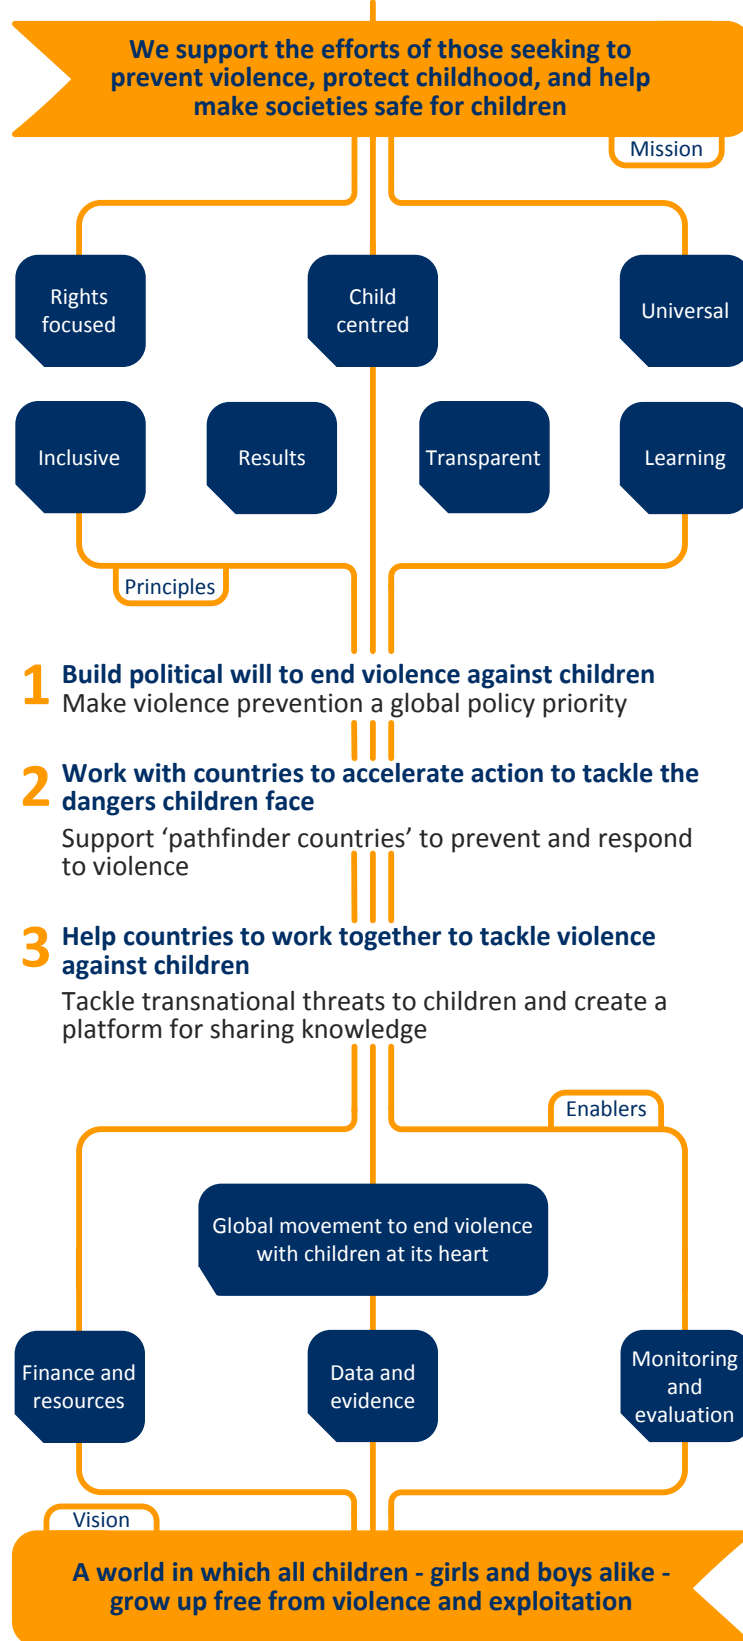 We support the efforts of those seeking to
prevent violence, protect childhood, and help
make societies safe for children
Mission
Rights
focused
Child
centred
Universal
Inclusive
Results
Transparent
Learning
Principles
1 Build political will to end violence against children
Make violence prevention a global policy priority
2 Work with countries to accelerate action to tackle the
dangers children face
Support ‘pathfinder countries’ to prevent and respond
to violence
3 Help countries to work together to tackle violence
against children
Tackle transnational threats to children and create a
platform for sharing knowledge
Enablers
Global movement to end violence
with children at its heart
Finance and
resources
Data and
evidence
Monitoring
and
evaluation
Vision
A world in which all children - girls and boys alike -
grow up free from violence and exploitation